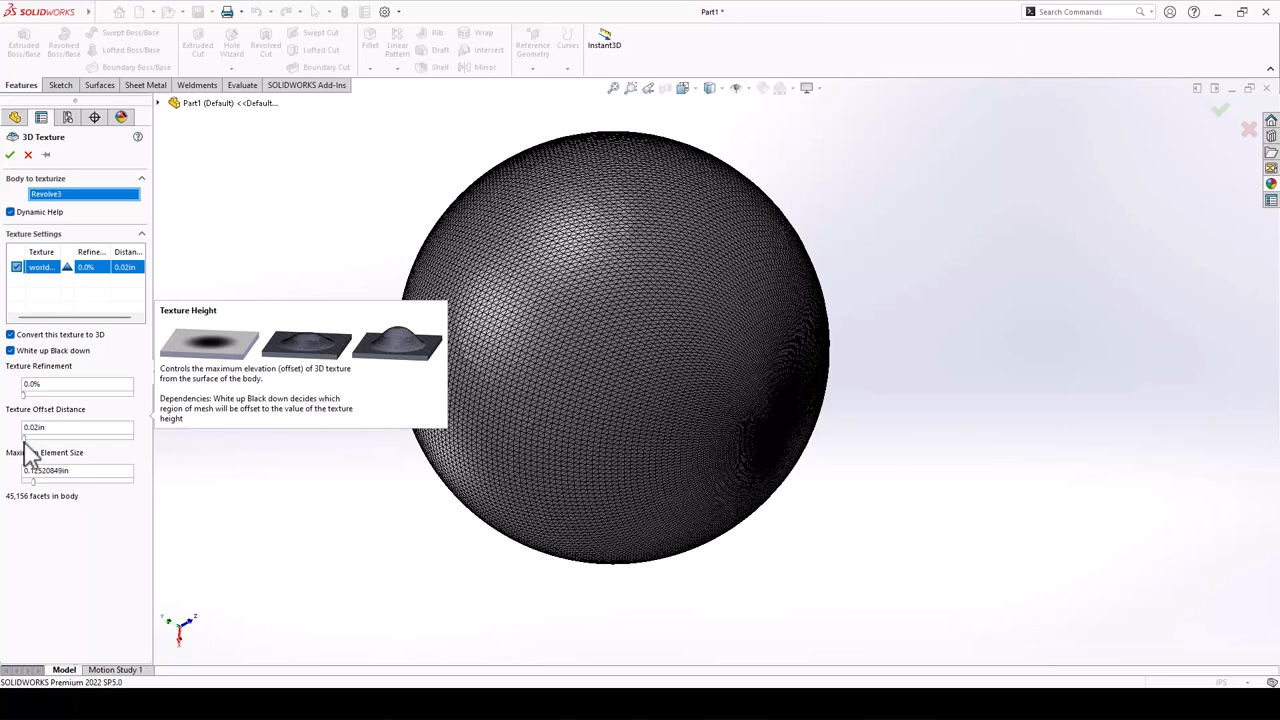 SOLIDWORKS
Part1 *
Search Commands
Extruded Boss/Base
Revolved Boss/Base
Swept Boss/Base
Lofted Boss/Base
Boundary Boss/Base
Extruded Cut
Hole Wizard
Revolved Cut
Swept Cut
Lofted Cut
Boundary Cut
Fillet
Linear Pattern
Rib
Draft
Shell
Wrap
Intersect
Mirror
Reference Geometry
Curves
Instant3D
Features
Sketch
Surfaces
Sheet Metal
Weldments
Evaluate
SOLIDWORKS Add-Ins
Part1 (Default) <<Default...
3D Texture
Body to texturize
Revolve3
Dynamic Help
Texture Settings
Texture Refine... Distan...
world... 0.0% 0.02in
Convert this texture to 3D
White up Black down
Texture Refinement
0.0%
Texture Offset Distance
0.02in
Element Size
0.12520849in
45,156 facets in body
Texture Height
Controls the maximum elevation (offset) of 3D texture
from the surface of the body.
Dependencies: White up Black down decides which
region of mesh will be offset to the value of the texture
height
Y
Z
X
Model
Motion Study 1
SOLIDWORKS Premium 2022 SP5.0
IPS